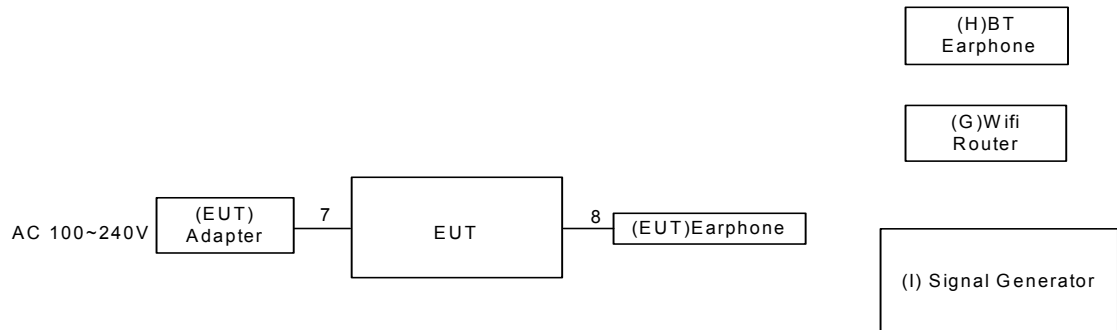 (H)BT
Earphone
(G)Wifi
Router
AC 100~240V
(EUT)
Adapter
7
EUT
8
(EUT)Earphone
(I) Signal Generator